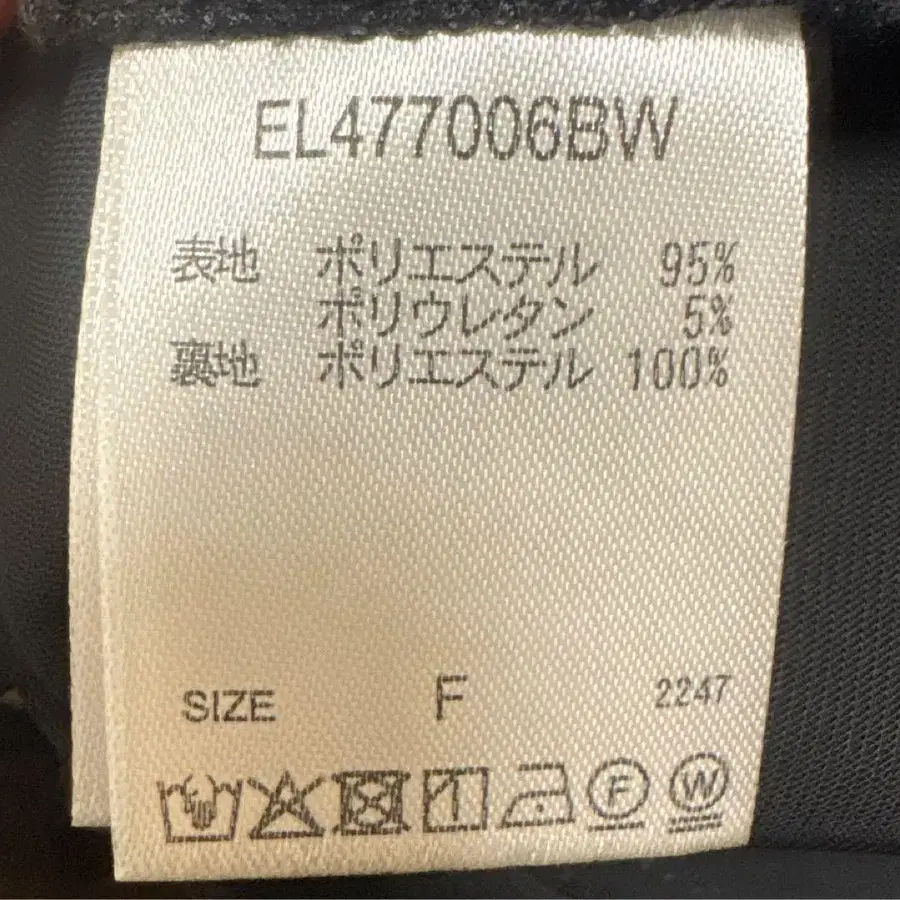 EL477006BW
表地 ポリエステル 95%
ポリウレタン 5%
裏地 ポリエステル 100%
SIZE F 2247
F W